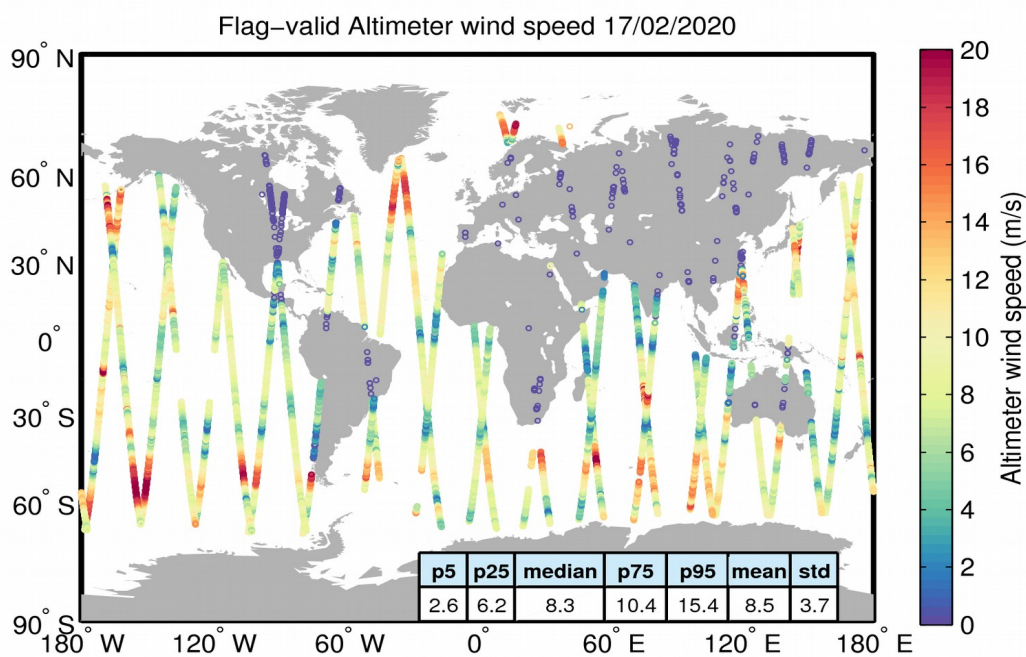 Flag−valid Altimeter wind speed 17/02/2020
90° N
60° N
30° N
0°
30° S
60° S
90° S
180° W
120° W
60° W
0°
60° E
120° E
180° E
p5 p25 median p75 p95 mean std
2.6 6.2 8.3 10.4 15.4 8.5 3.7
20
18
16
14
12
10
8
6
4
2
0
Altimeter wind speed (m/s)